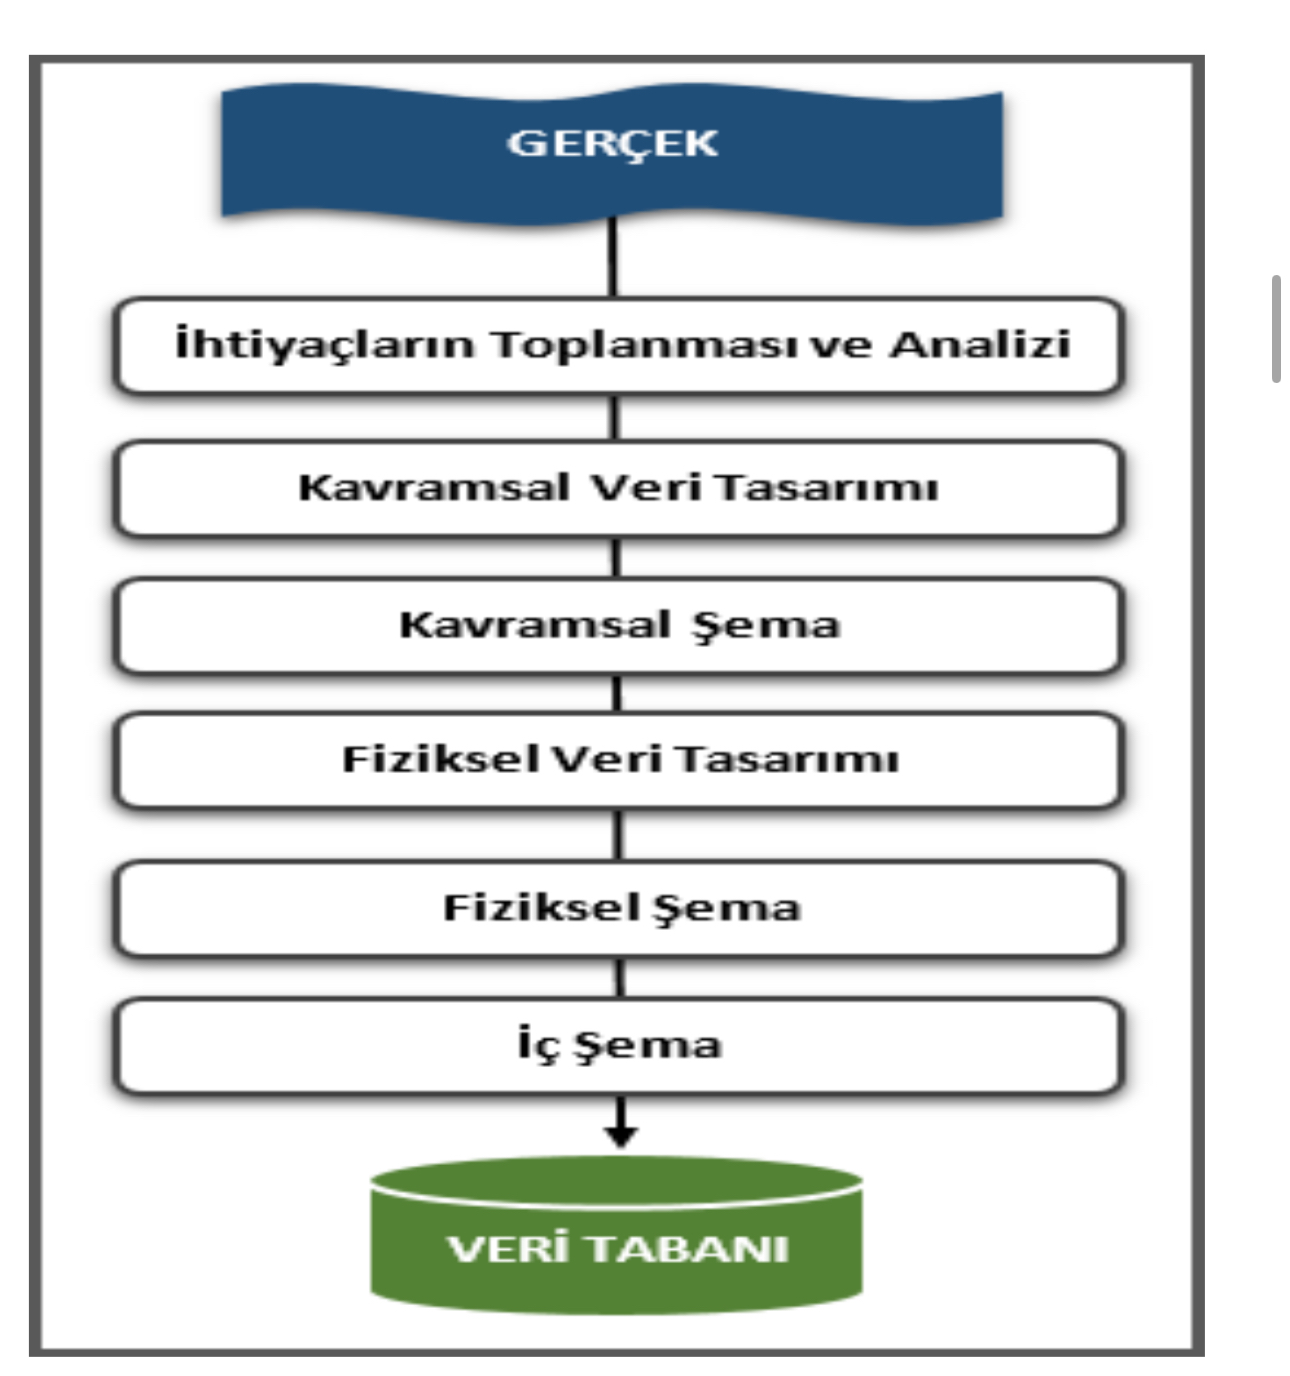 GERÇEK
İhtiyaçların Toplanması ve Analizi
Kavramsal Veri Tasarımı
Kavramsal Şema
Fiziksel Veri Tasarımı
Fiziksel Şema
İç Şema
VERİ TABANI